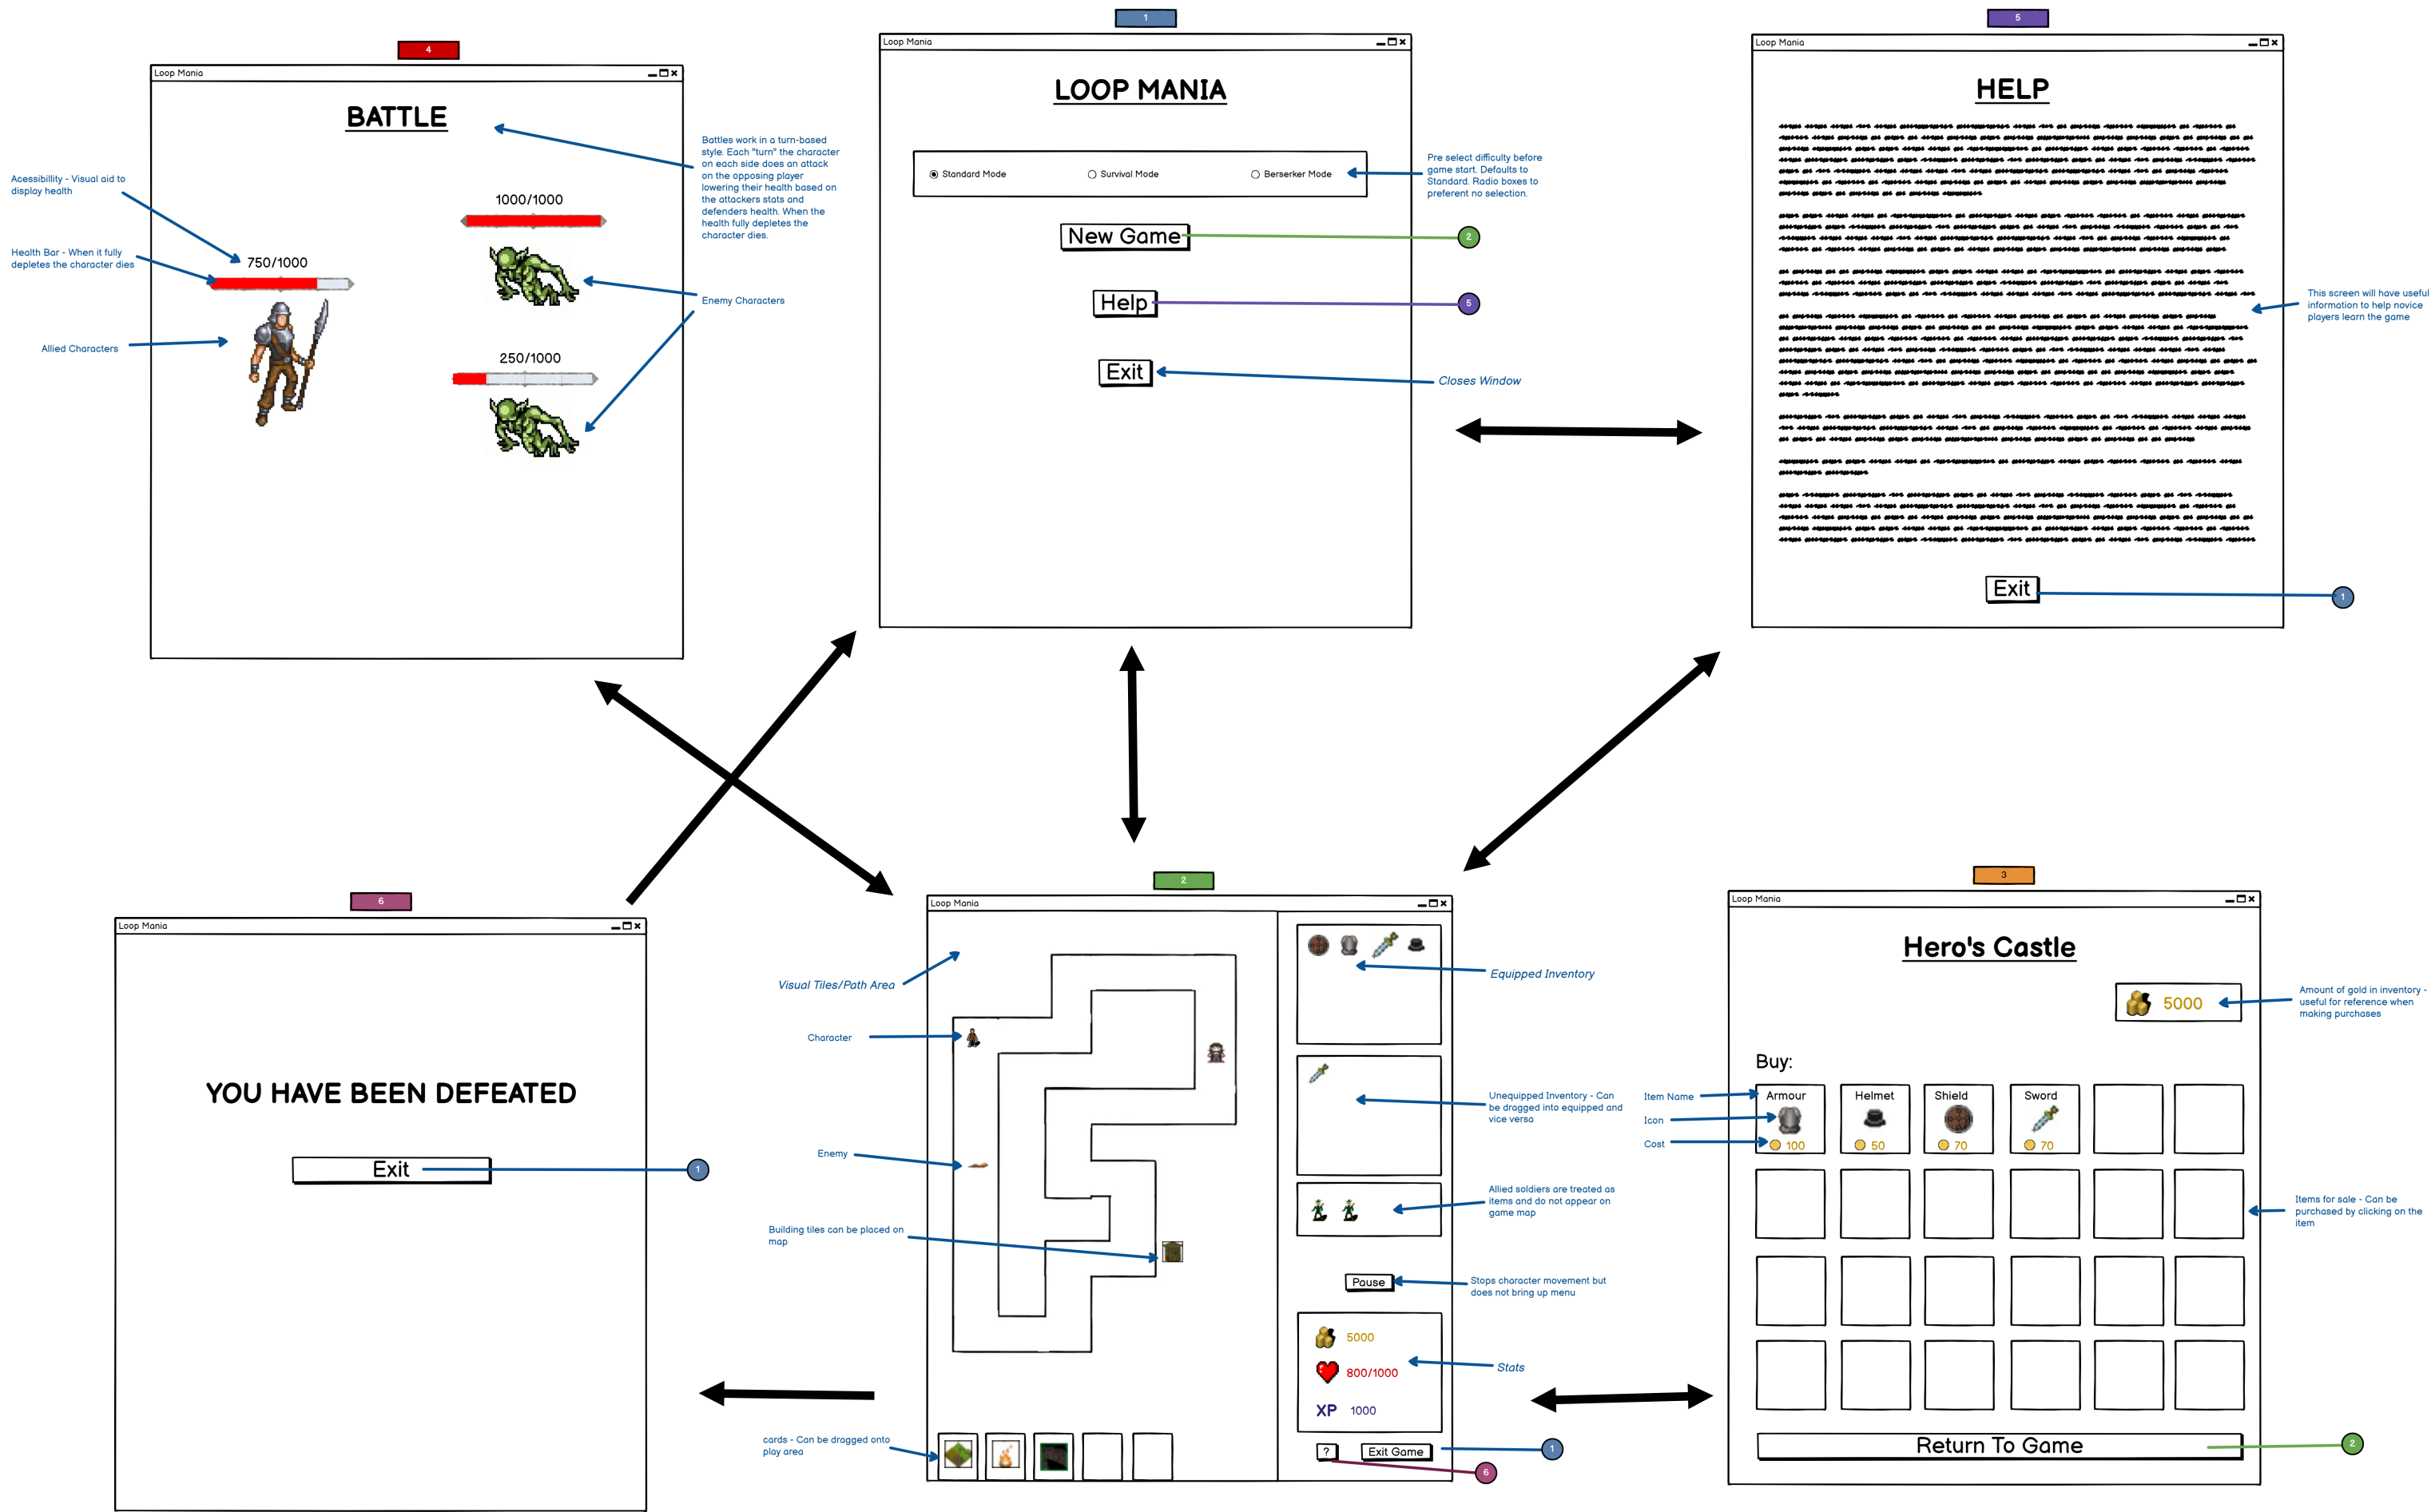 4
Loop Mania
BATTLE
Acessibillity - Visual aid to
display health
Health Bar - When it fully
depletes the character dies
750/1000
Allied Characters
1000/1000
250/1000
Battles work in a turn-based
style. Each "turn" the character
on each side does an attack
on the opposing player
lowering their health based on
the attackers stats and
defenders health. When the
health fully depletes the
character dies.
Enemy Characters
1
Loop Mania
LOOP MANIA
Standard Mode
Survival Mode
Berserker Mode
Pre select difficulty before
game start. Defaults to
Standard. Radio boxes to
preferent no selection.
New Game
2
Help
5
Exit
Closes Window
5
Loop Mania
HELP
This screen will have useful
information to help novice
players learn the game
Exit
1
6
Loop Mania
YOU HAVE BEEN DEFEATED
Exit
1
2
Loop Mania
Visual Tiles/Path Area
Character
Enemy
Building tiles can be placed on
map
cards - Can be dragged onto
play area
Equipped Inventory
Unequipped Inventory - Can
be dragged into equipped and
vice versa
Allied soldiers are treated as
items and do not appear on
game map
Pause
Stops character movement but
does not bring up menu
5000
800/1000
XP 1000
Stats
?
Exit Game
1
6
3
Loop Mania
Hero's Castle
5000
Amount of gold in inventory -
useful for reference when
making purchases
Buy:
Item Name
Icon
Cost
Armour
100
Helmet
50
Shield
70
Sword
70
Items for sale - Can be
purchased by clicking on the
item
Return To Game
2